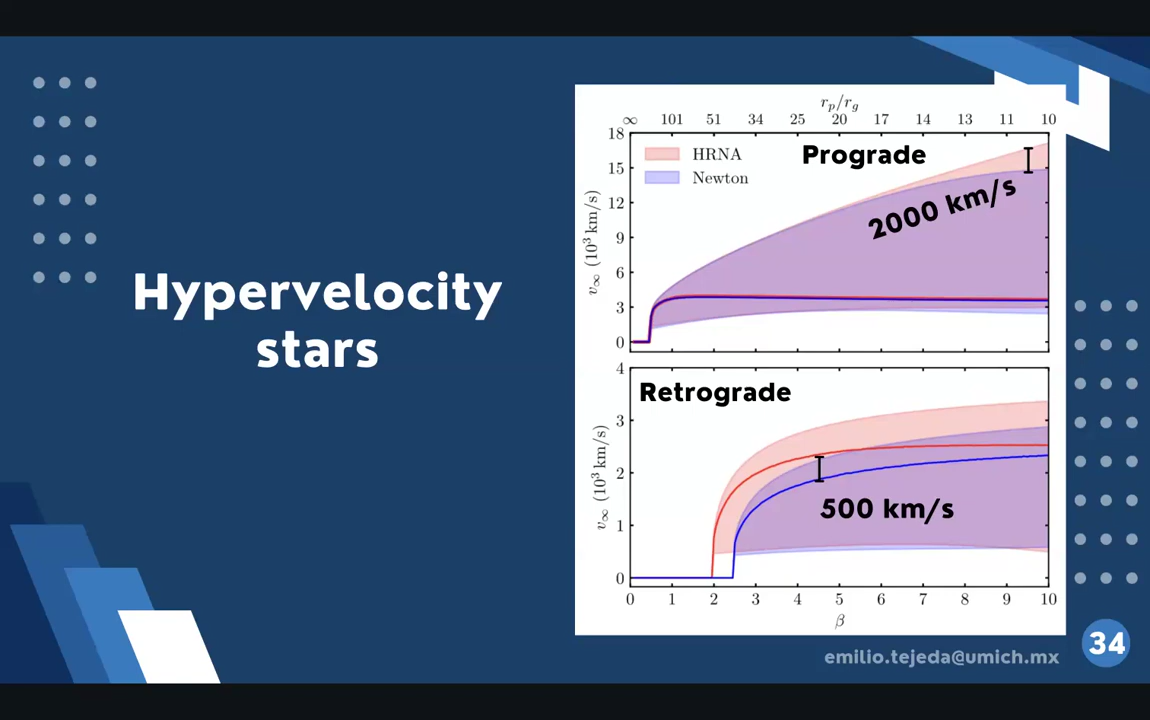 Hypervelocity
stars
r_p/r_g
∞ 101 51 34 25 20 17 14 13 11 10
HRNA
Newton
Prograde
2000 km/s
v_∞ (10^3 km/s)
18
15
12
9
6
3
0
Retrograde
500 km/s
v_∞ (10^3 km/s)
4
3
2
1
0
0 1 2 3 4 5 6 7 8 9 10
β
emilio.tejeda@umich.mx
34